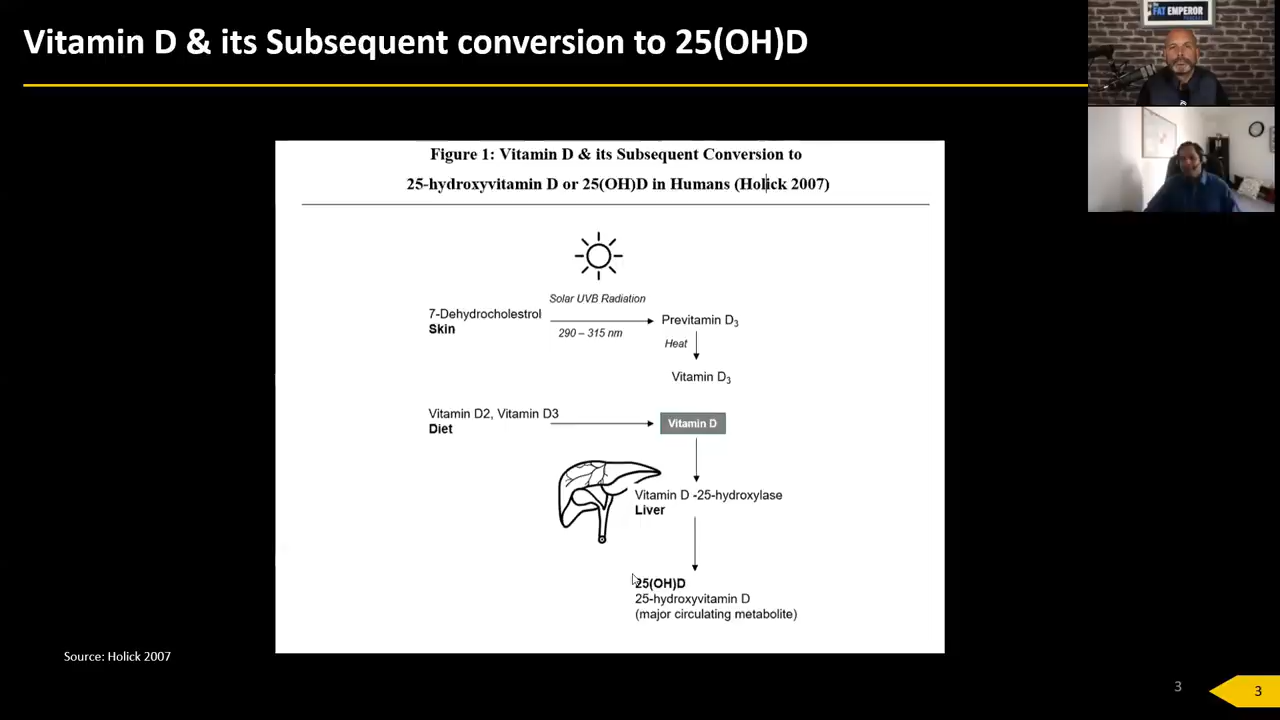 Vitamin D & its Subsequent conversion to 25(OH)D
FAT EMPEROR
Figure 1: Vitamin D & its Subsequent Conversion to
25-hydroxyvitamin D or 25(OH)D in Humans (Holick 2007)
Solar UVB Radiation
7-Dehydrocholestrol
Skin
290 – 315 nm
Previtamin D3
Heat
Vitamin D3
Vitamin D2, Vitamin D3
Diet
Vitamin D
Vitamin D -25-hydroxylase
Liver
25(OH)D
25-hydroxyvitamin D
(major circulating metabolite)
Source: Holick 2007
3
3